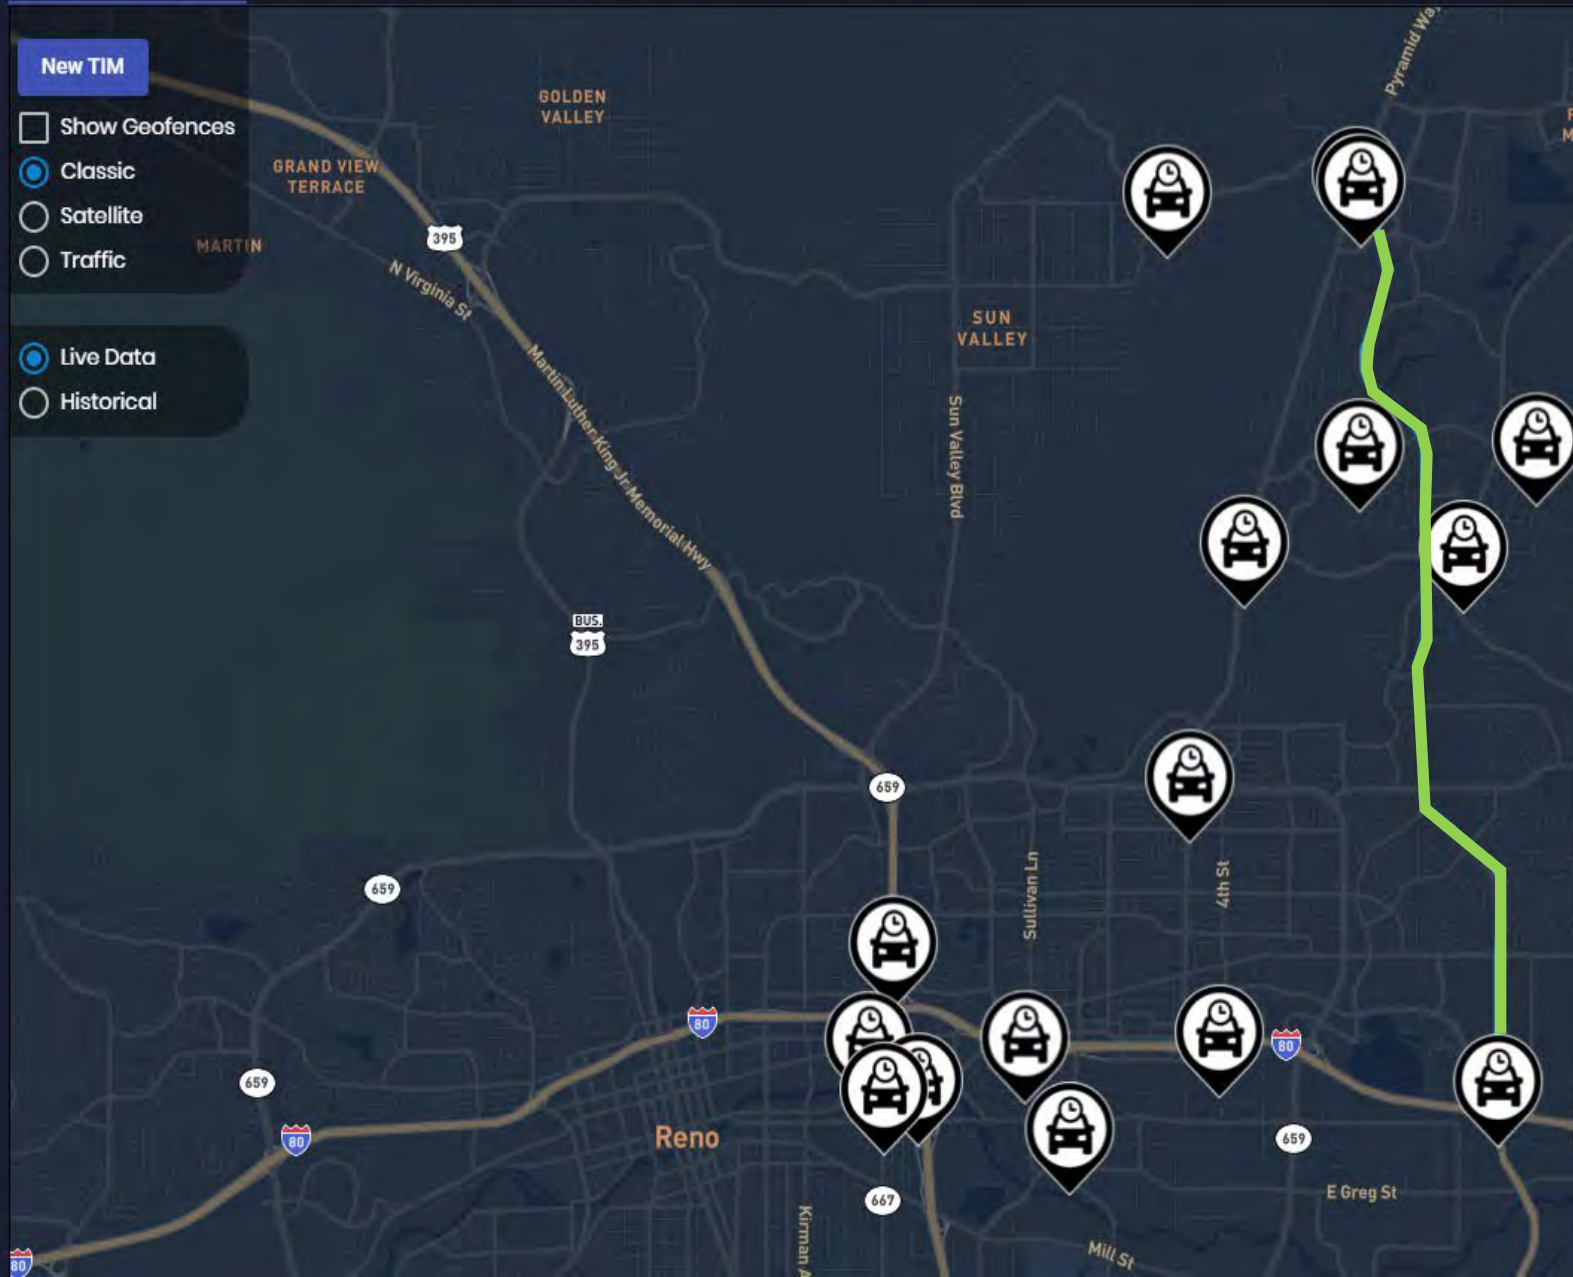 New TIM
Show Geofences
Classic
Satellite
Traffic
Live Data
Historical
Pyramid Way
GOLDEN
VALLEY
GRAND VIEW
TERRACE
MARTIN
395
N Virginia St
SUN
VALLEY
Martin Luther King Jr Memorial Hwy
Sun Valley Blvd
BUS.
395
659
659
Sullivan Ln
4th St
80
80
659
80
659
Reno
667
E Greg St
Kirman A
Mill St
80